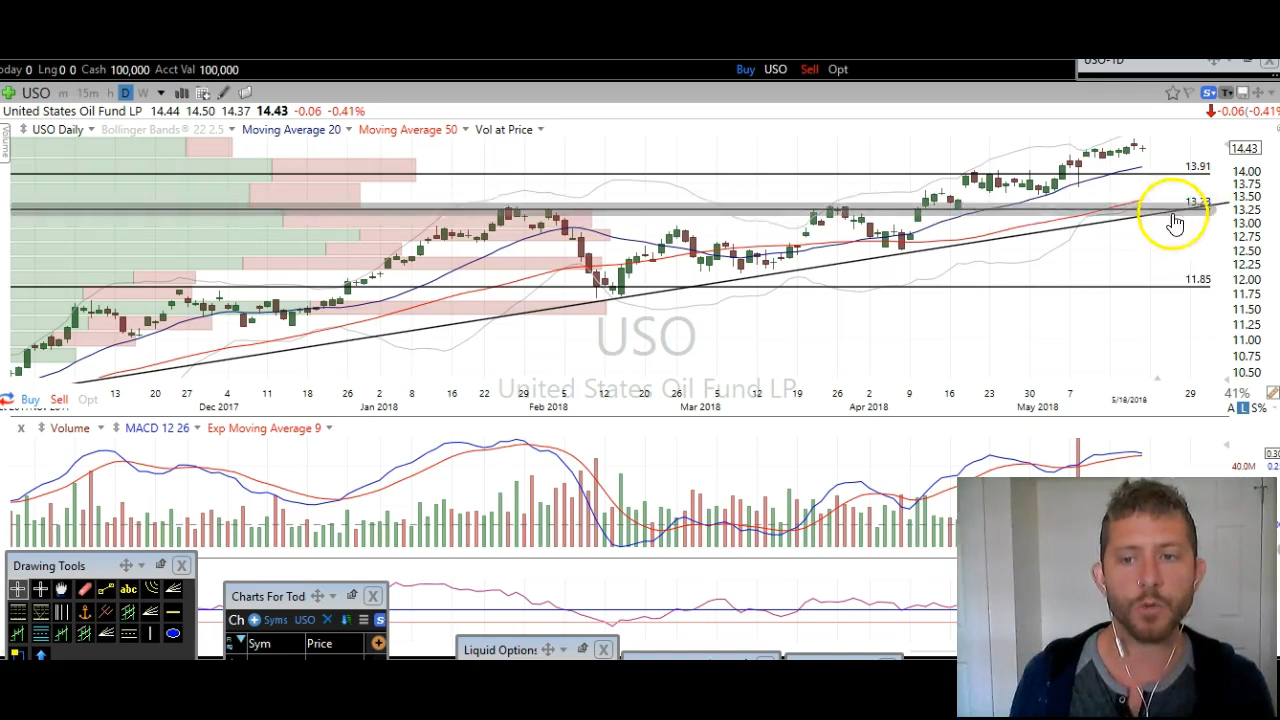 oday 0 Lng 0 0 Cash 100,000 Acct Val 100,000 Buy USO Sell Opt USO-1D
USO m 15m h D W
United States Oil Fund LP 14.44 14.50 14.37 14.43 -0.06 -0.41% -0.06(-0.41%
USO Daily Bollinger Bands® 22 2.5 Moving Average 20 Moving Average 50 Vol at Price
Volume
14.43
13.91 14.00
13.75
13.50
13.25
13.00
12.75
12.50
12.25
11.85 12.00
11.75
11.50
11.25
11.00
10.75
10.50
USO
United States Oil Fund LP
Buy Sell Opt 13 20 27 4 11 18 26 2 8 16 22 29 5 12 20 26 5 12 19 26 2 9 16 23 30 7 29 41%
Dec 2017 Jan 2018 Feb 2018 Mar 2018 Apr 2018 May 2018 5/18/2018 A L S%
X Volume MACD 12 26 Exp Moving Average 9
40.0M
Drawing Tools X
abc
Charts For Tod X
Ch Syms USO X S
Sym Price
Liquid Options X